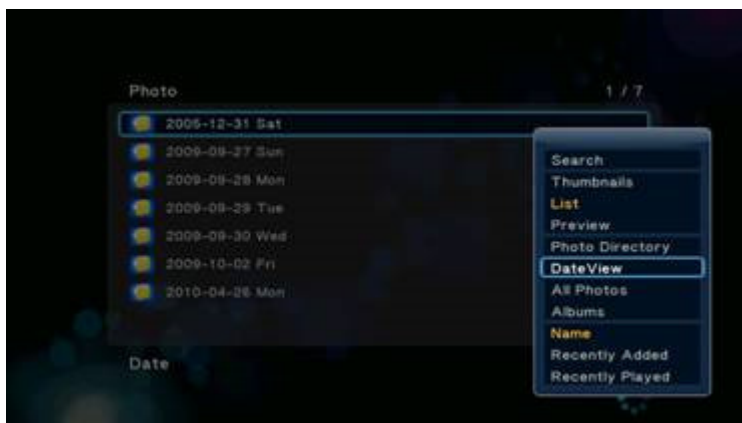 Photo
1 / 7
2005-12-31 Sat
2009-09-27 Sun
2009-09-28 Mon
2009-09-29 Tue
2009-09-30 Wed
2009-10-02 Fri
2010-04-26 Mon
Date
Search
Thumbnails
List
Preview
Photo Directory
DateView
All Photos
Albums
Name
Recently Added
Recently Played